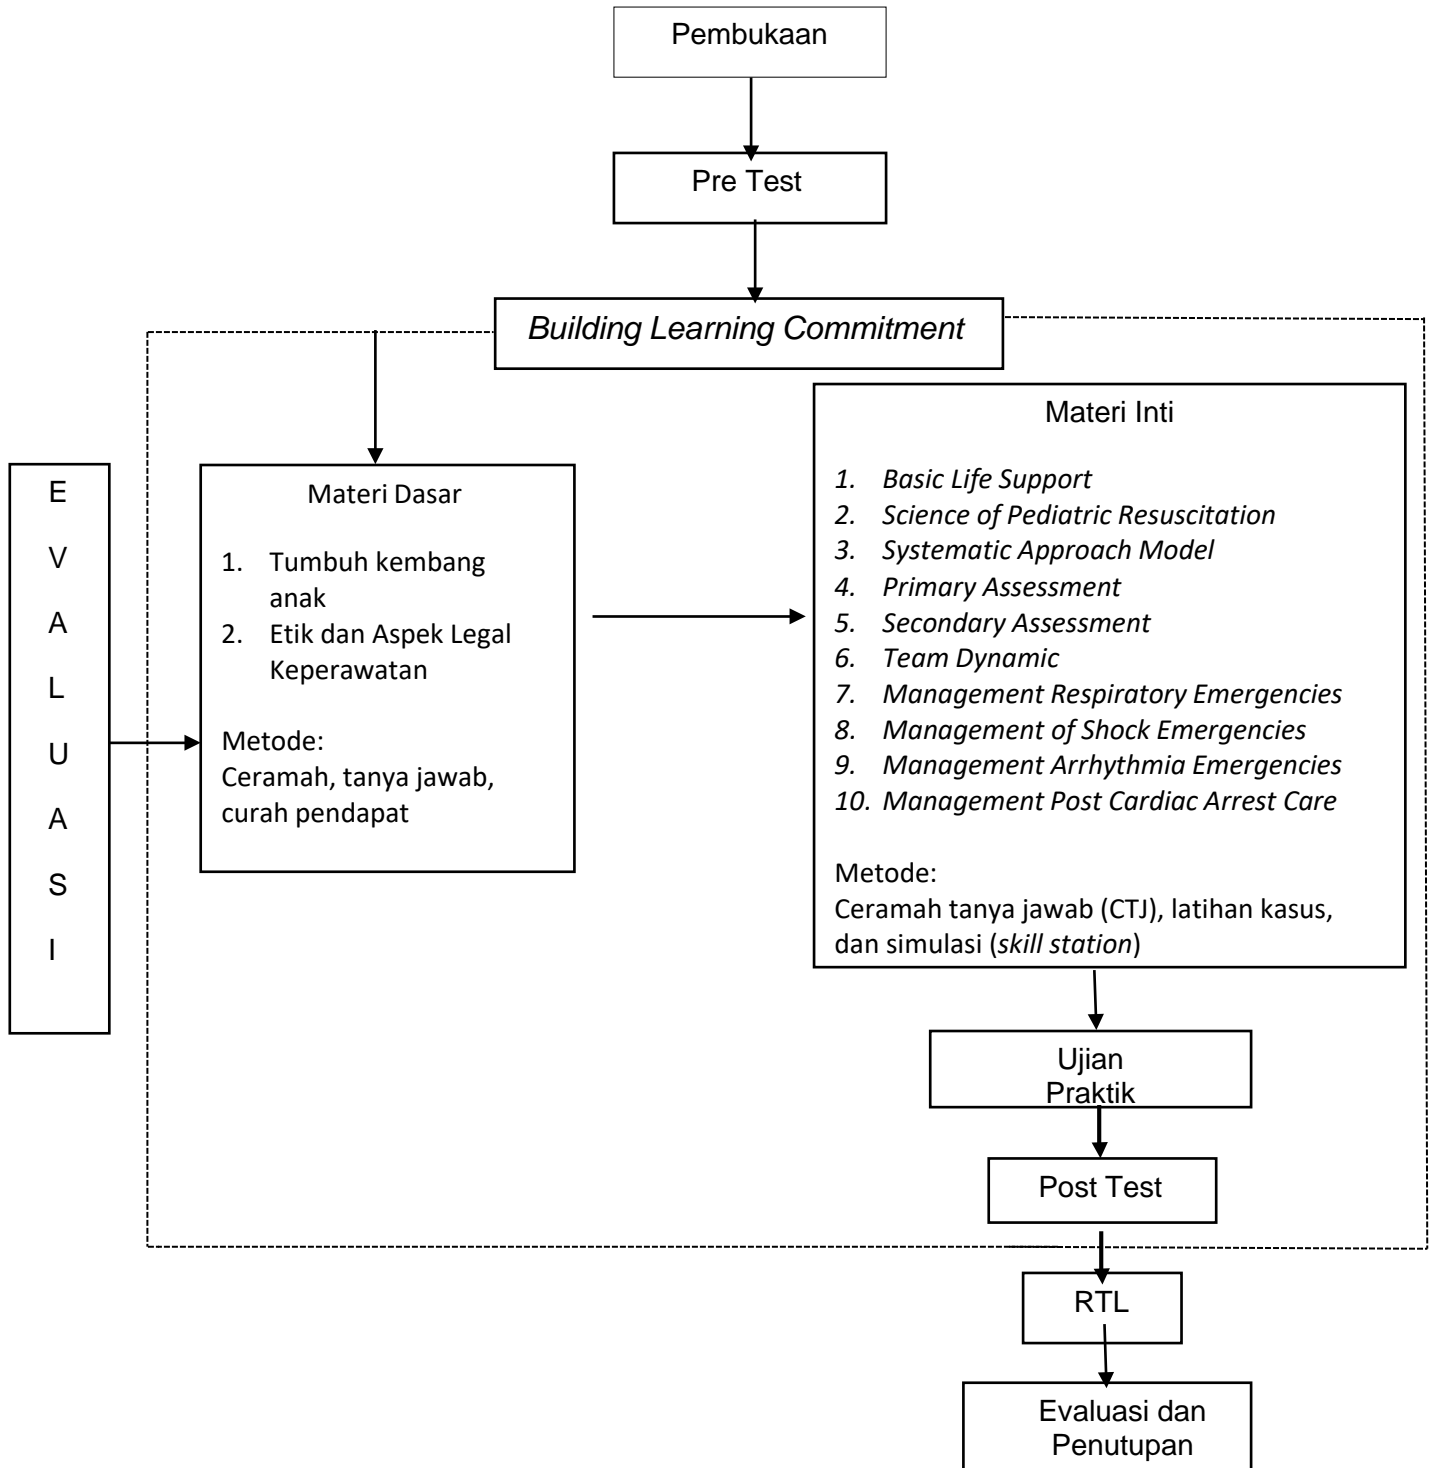 Pembukaan
Pre Test
Building Learning Commitment
E
V
A
L
U
A
S
I
Materi Dasar
1. Tumbuh kembang
anak
2. Etik dan Aspek Legal
Keperawatan
Metode:
Ceramah, tanya jawab,
curah pendapat
Materi Inti
1. Basic Life Support
2. Science of Pediatric Resuscitation
3. Systematic Approach Model
4. Primary Assessment
5. Secondary Assessment
6. Team Dynamic
7. Management Respiratory Emergencies
8. Management of Shock Emergencies
9. Management Arrhythmia Emergencies
10. Management Post Cardiac Arrest Care
Metode:
Ceramah tanya jawab (CTJ), latihan kasus,
dan simulasi (skill station)
Ujian
Praktik
Post Test
RTL
Evaluasi dan
Penutupan